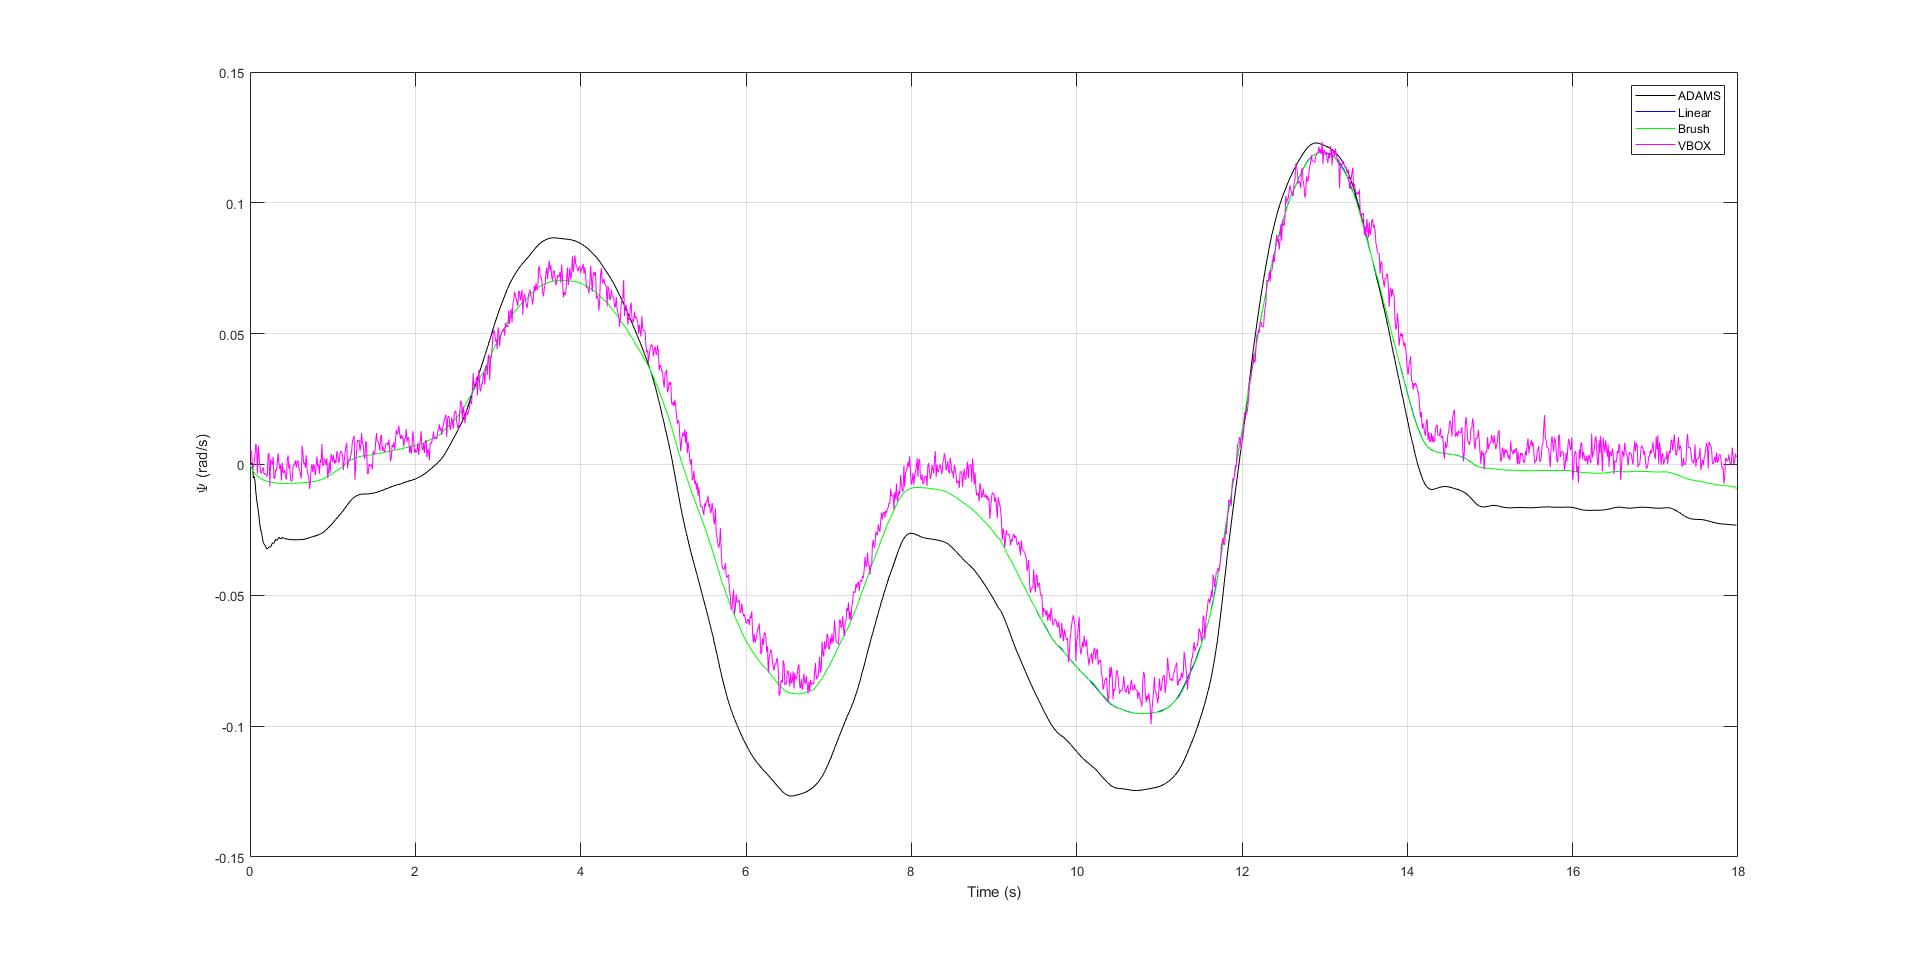 0.15
0.1
0.05
0
-0.05
-0.1
-0.15
Ψ (rad/s)
ADAMS
Linear
Brush
VBOX
0 2 4 6 8 10 12 14 16 18
Time (s)